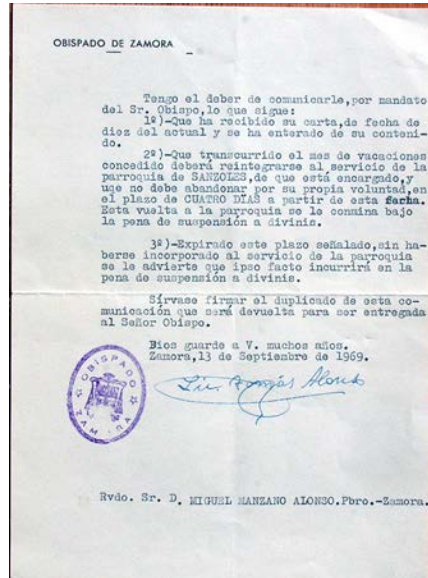 OBISPADO DE ZAMORA
Tengo el deber de comunicarle,por mandato
del Sr. Obispo,lo que sigue:
1º)-Que ha recibido su carta,de fecha de
diez del actual y se ha enterado de su conteni-
do.
2º)-Que transcurrido el mes de vacaciones
concedido deberá reintegrarse al servicio de la
parroquia de SANZOLES,de que está encargado,y
uqe no debe abandonar por su propia voluntad,en
el plazo de CUATRO DIAS a partir de esta fecha.
Esta vuelta a la parroquia se le conmina bajo
la pena de suspensión a divinis.
3º)-Expirado este plazo señalado,sin ha-
berse incorporado al servicio de la parroquia
se le advierte que ipso facto incurrirá en la
pena de suspensión a divinis.
Sírvase firmar el duplicado de esta co-
municación que será devuelta para ser entregada
al Señor Obispo.
Dios guarde a V. muchos años.
Zamora,13 de Septiembre de 1969.
OBISPADO
ZAMORA
Lic. Alonso
Rvdo. Sr. D. MIGUEL MANZANO ALONSO.Pbro.-Zamora.